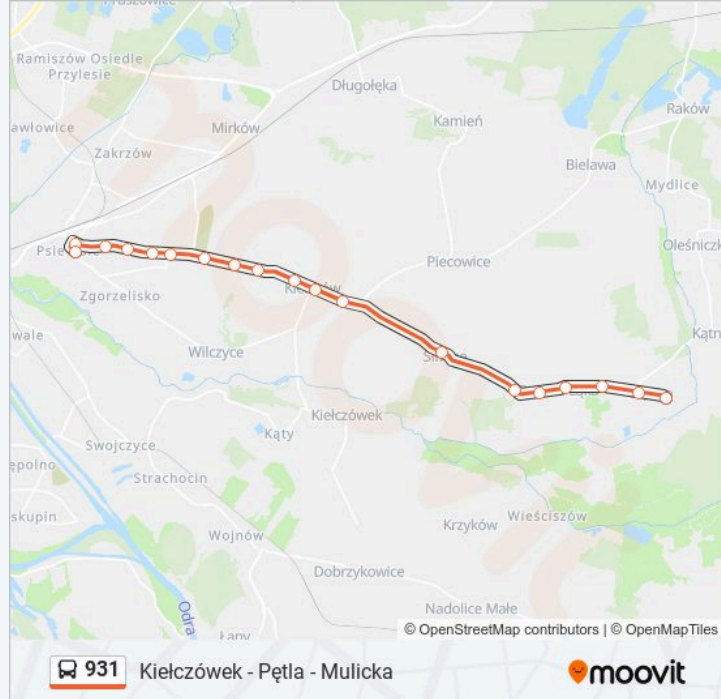 Pruszowice
Ramiszów Osiedle
Przylesie
Długołęka
Raków
Kamień
awłowice
Mirków
Zakrzów
Bielawa
Mydlice
Oleśniczk
Psie
Piecowice
Zgorzelisko
Kątn
wale
Wilczyce
Kiełczówek
Kąty
Swojczyce
ępolno
Strachocin
skupin
Krzyków
Wieściszów
Wojnów
Dobrzykowice
Nadolice Małe
Odra
Łany
© OpenStreetMap contributors | © OpenMapTiles
931 Kiełczówek - Pętla - Mulicka
moovit